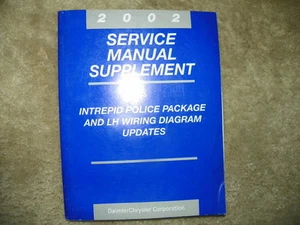 2002
SERVICE
MANUAL
SUPPLEMENT
INTREPID POLICE PACKAGE
AND LH WIRING DIAGRAM
UPDATES
DaimlerChrysler Corporation